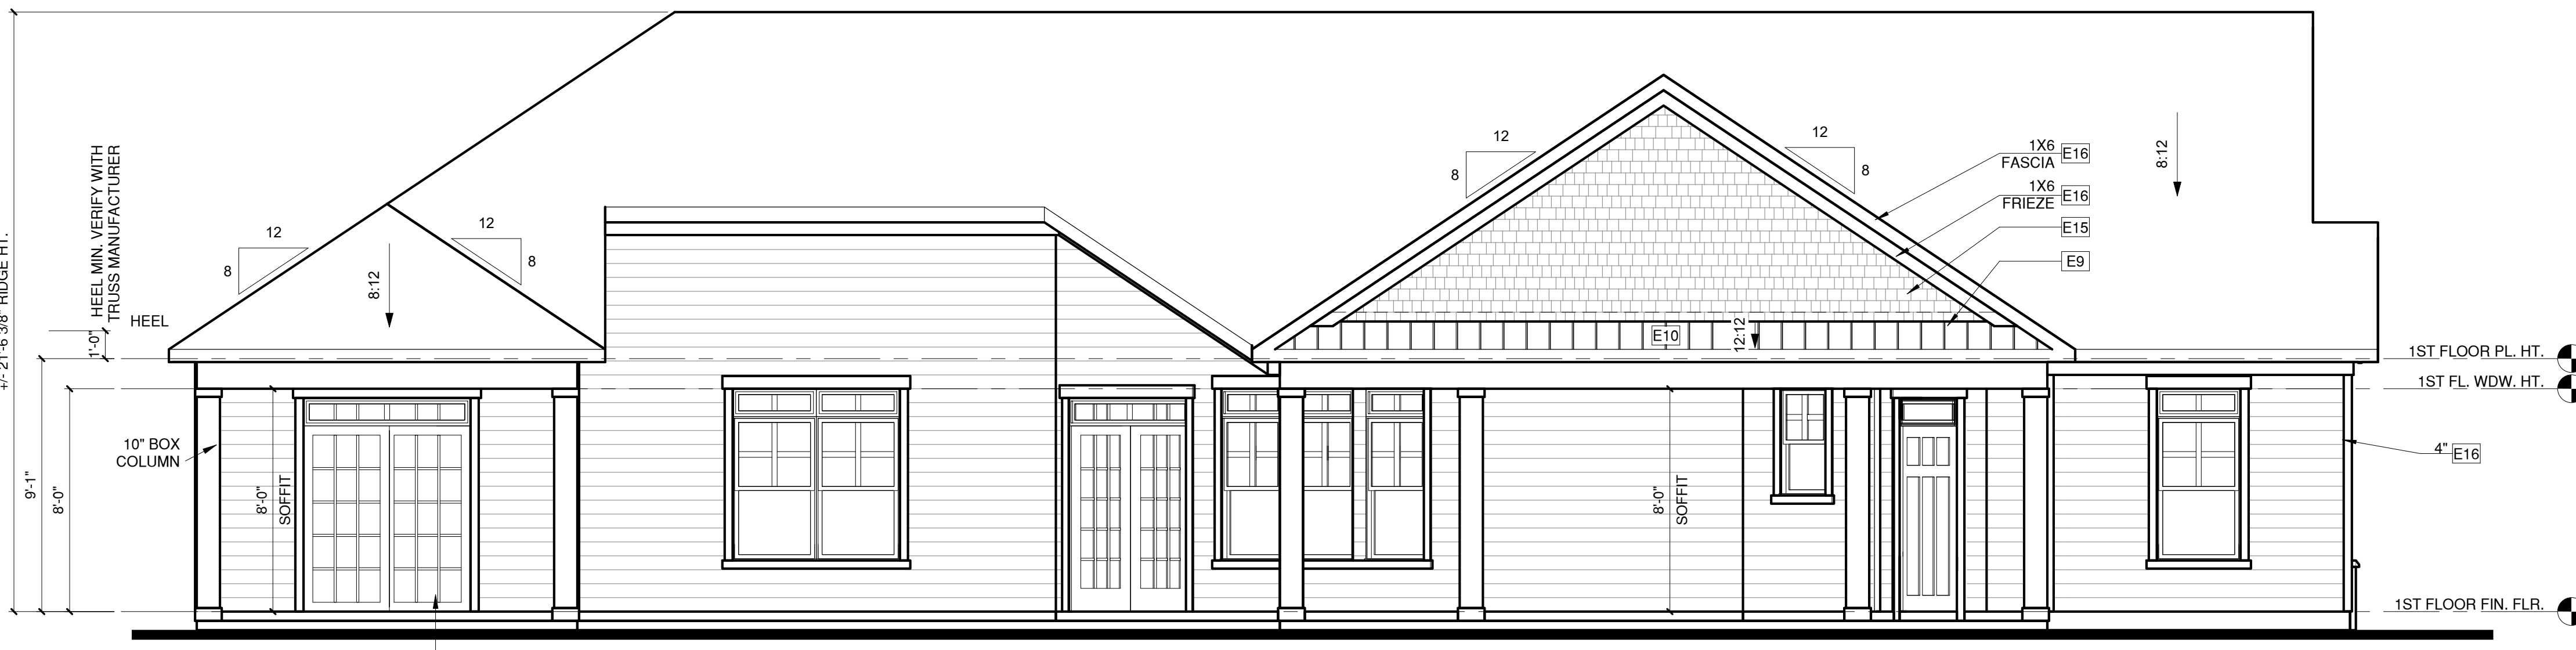 +/- 21'-6 3/8" RIDGE HT.
9'-1"
8'-0"
1'-0"
HEEL MIN. VERIFY WITH
TRUSS MANUFACTURER
HEEL
12
8
8:12
12
8
10" BOX
COLUMN
8'-0"
SOFFIT
12
8
12
8
E10
12:12
8'-0"
SOFFIT
1X6
FASCIA E16
1X6
FRIEZE E16
E15
E9
8:12
1ST FLOOR PL. HT.
1ST FL. WDW. HT.
4" E16
1ST FLOOR FIN. FLR.